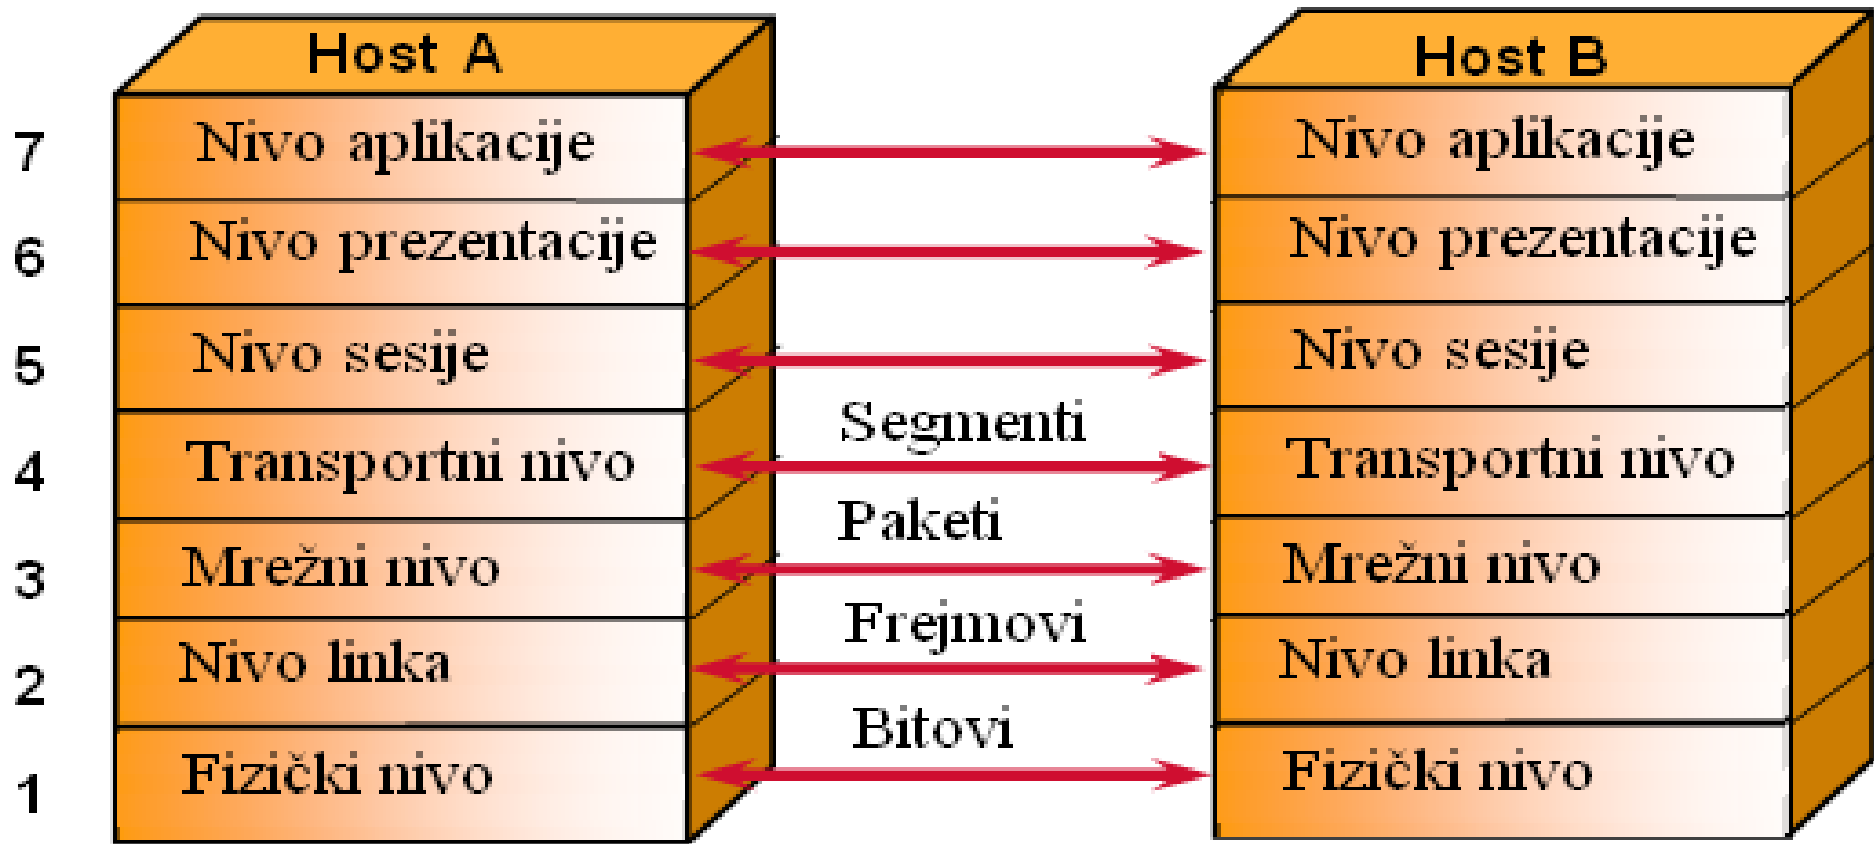 Host A
Host B
7
Nivo aplikacije
Nivo aplikacije
6
Nivo prezentacije
Nivo prezentacije
5
Nivo sesije
Nivo sesije
Segmenti
4
Transportni nivo
Transportni nivo
Paketi
3
Mrežni nivo
Mrežni nivo
Frejmovi
2
Nivo linka
Nivo linka
Bitovi
1
Fizički nivo
Fizički nivo